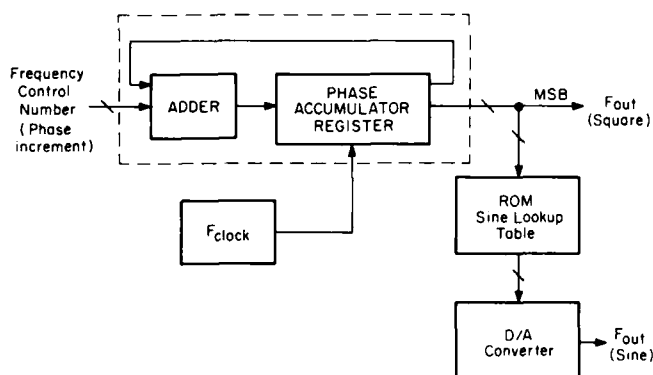 Frequency
Control
Number
(Phase
increment)
ADDER
PHASE
ACCUMULATOR
REGISTER
MSB
Fout
(Square)
Fclock
ROM
Sine Lookup
Table
D/A
Converter
Fout
(Sine)